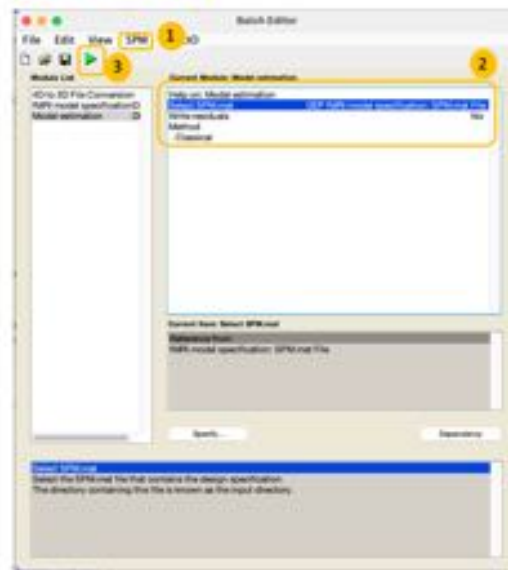 Batch Editor
File Edit View SPM
1
3
2
Module List
4D to 3D File Conversion
fMRI model specification
Model estimation
Current Module: Model estimation
Help on: Model estimation
Select SPM.mat DEP fMRI model specification: SPM.mat File
Write residuals No
Method
Classical
Current Item: Select SPM.mat
Reference from
fMRI model specification: SPM.mat File
Specify...
Dependency
Select SPM.mat
Select the SPM.mat file that contains the design specification.
The directory containing this file is known as the input directory.